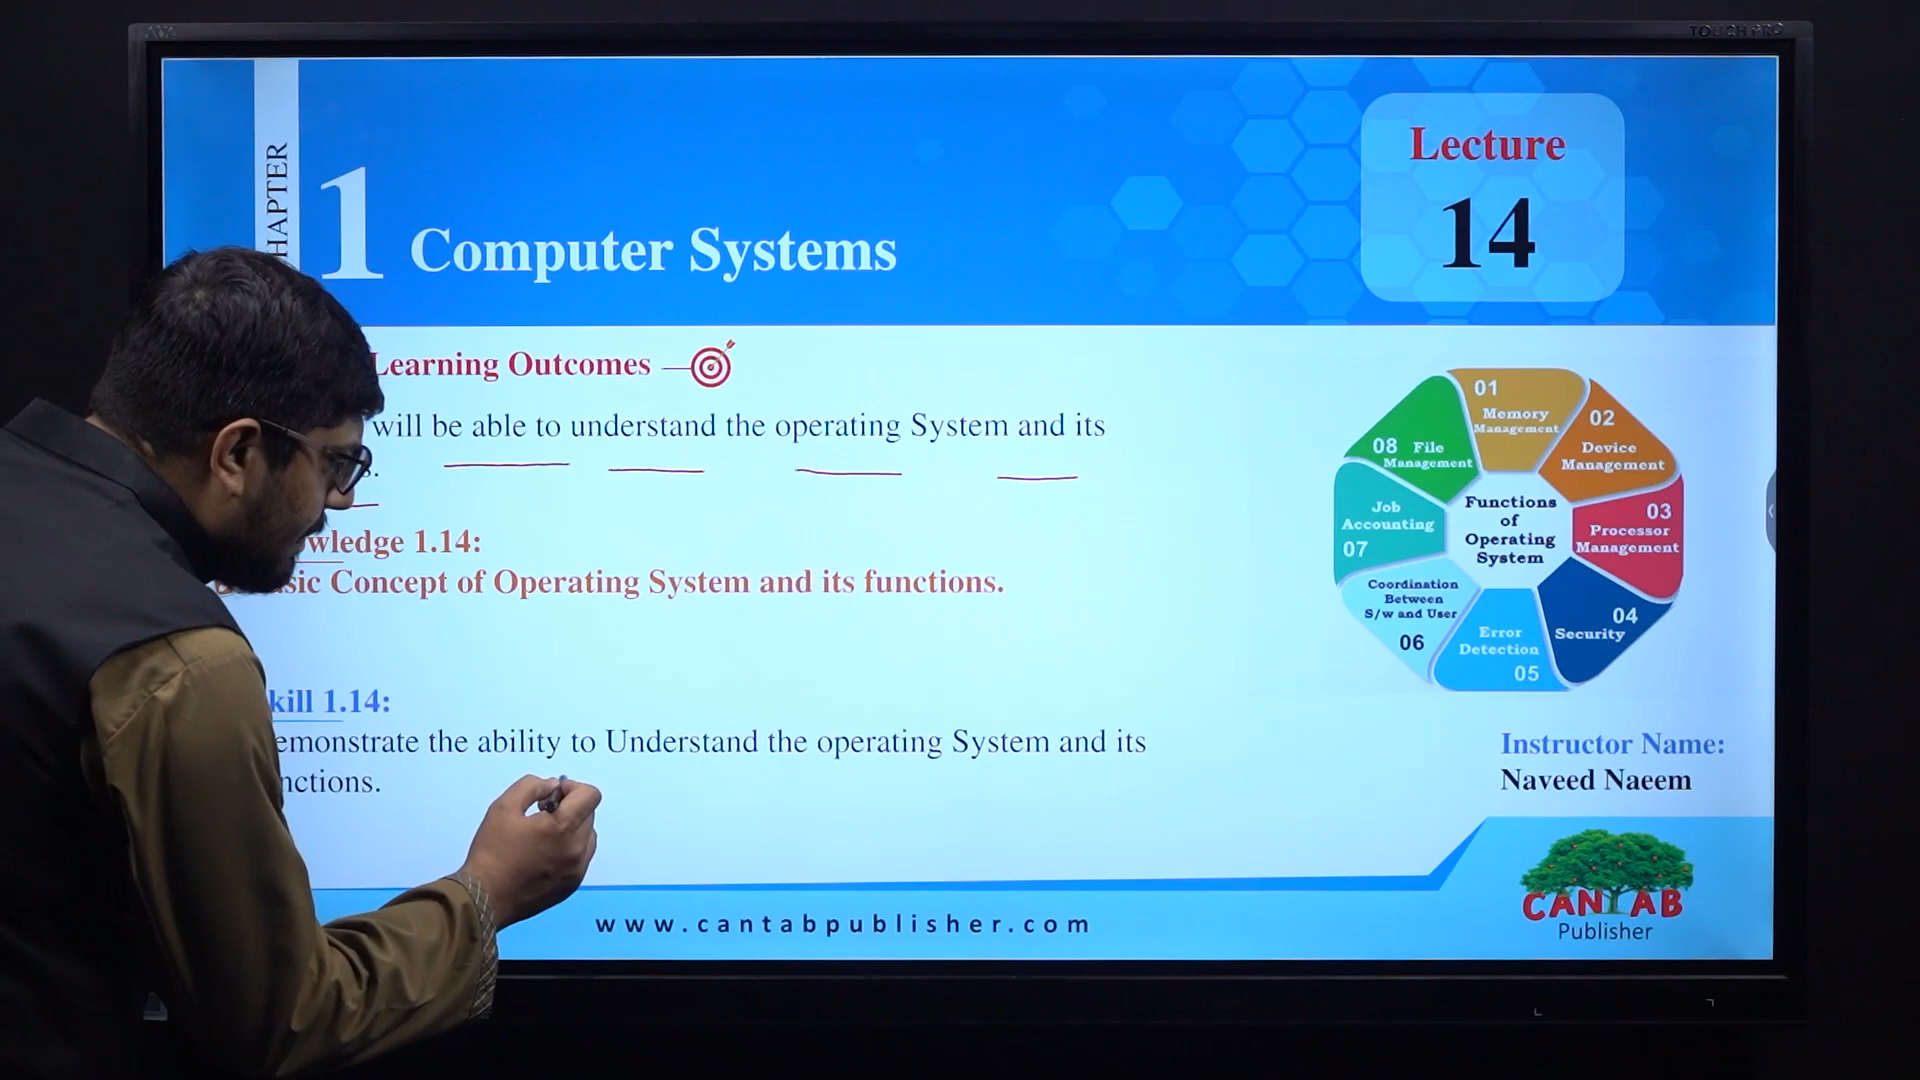 TOUCH PRO
HAPTER
1 Computer Systems
Lecture
14
Learning Outcomes
will be able to understand the operating System and its
s.
owledge 1.14:
sic Concept of Operating System and its functions.
kill 1.14:
emonstrate the ability to Understand the operating System and its
nctions.
01
Memory
Management
02
Device
Management
03
Processor
Management
04
Security
Error
Detection
05
Coordination
Between
S/w and User
06
Job
Accounting
07
08 File
Management
Functions
of
Operating
System
Instructor Name:
Naveed Naeem
CANTAB
Publisher
www.cantabpublisher.com